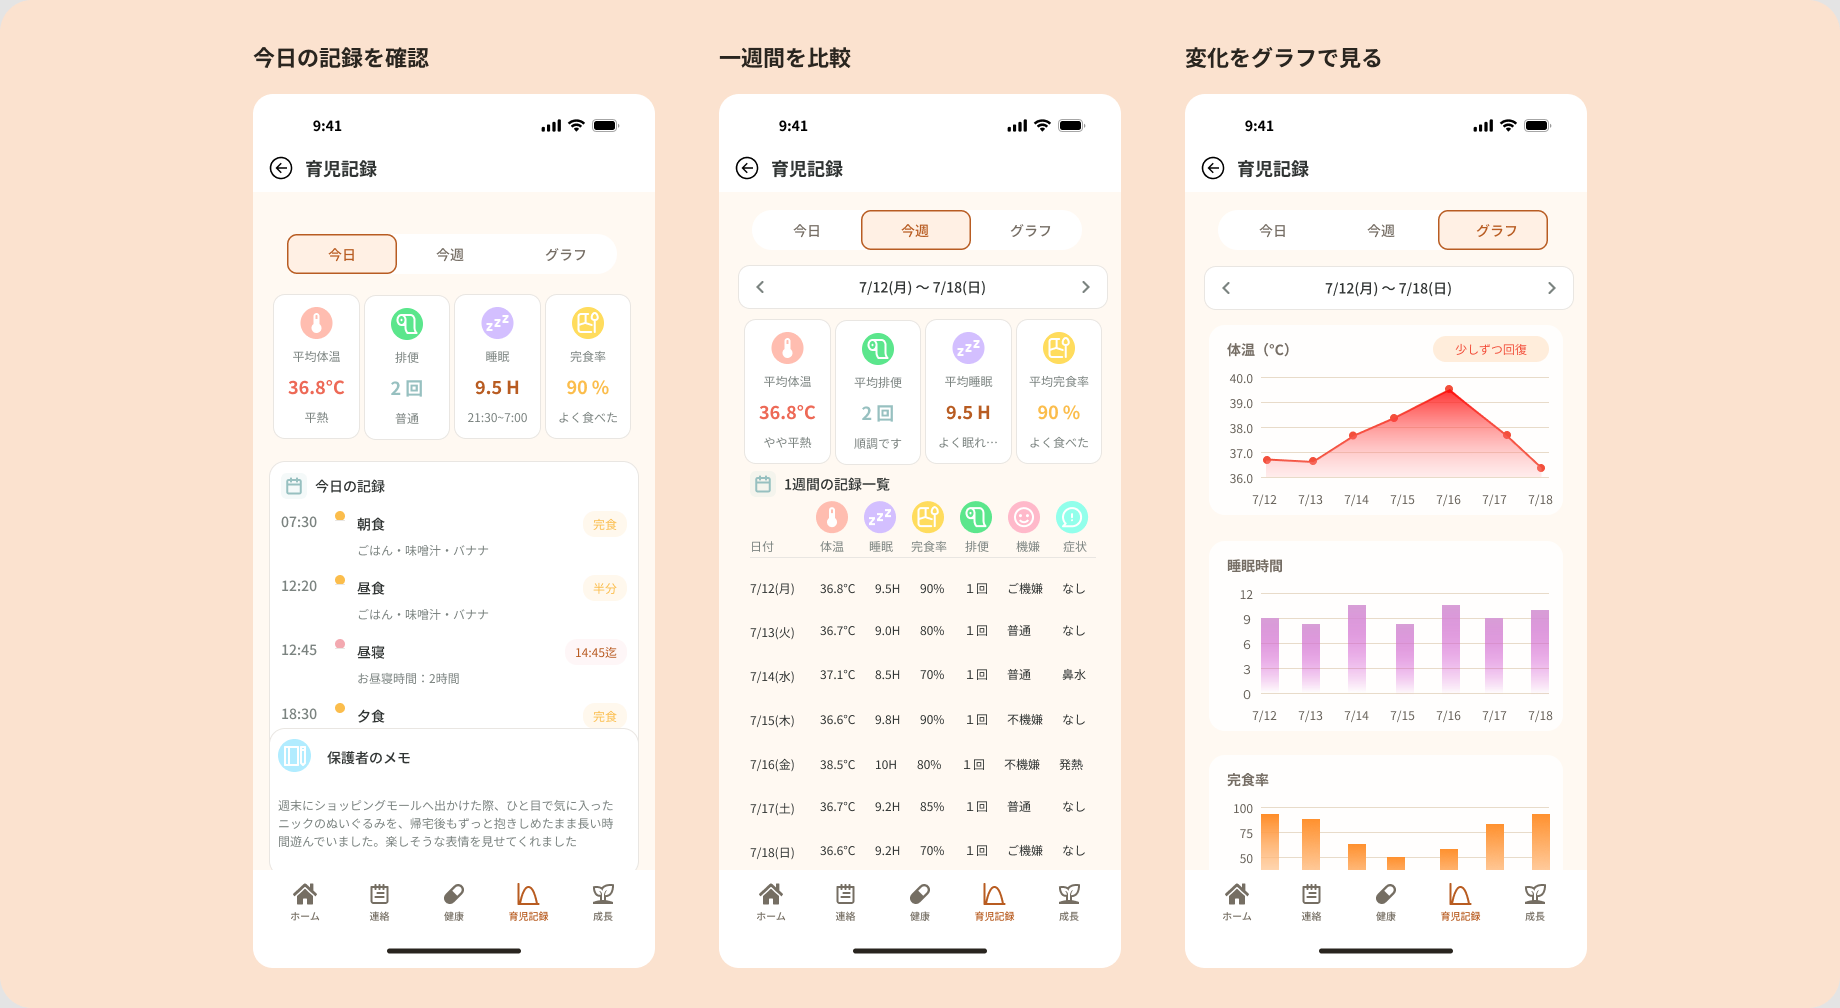 今日の記録を確認
9:41
育児記録
今日 今週 グラフ
平均体温 排便 睡眠 完食率
36.8℃ 2 回 9.5 H 90 %
平熱 普通 21:30~7:00 よく食べた
今日の記録
07:30 朝食 完食
ごはん・味噌汁・バナナ
12:20 昼食 半分
ごはん・味噌汁・バナナ
12:45 昼寝 14:45迄
お昼寝時間：2時間
18:30 夕食 完食
保護者のメモ
週末にショッピングモールへ出かけた際、ひと目で気に入った
ニックのぬいぐるみを、帰宅後もずっと抱きしめたまま長い時
間遊んでいました。楽しそうな表情を見せてくれました
ホーム 連絡 健康 育児記録 成長
一週間を比較
9:41
育児記録
今日 今週 グラフ
7/12(月) 〜 7/18(日)
平均体温 平均排便 平均睡眠 平均完食率
36.8℃ 2 回 9.5 H 90 %
やや平熱 順調です よく眠れ… よく食べた
1週間の記録一覧
zzz
日付 体温 睡眠 完食率 排便 機嫌 症状
7/12(月) 36.8℃ 9.5H 90% 1 回 ご機嫌 なし
7/13(火) 36.7℃ 9.0H 80% 1 回 普通 なし
7/14(水) 37.1℃ 8.5H 70% 1 回 普通 鼻水
7/15(木) 36.6℃ 9.8H 90% 1 回 不機嫌 なし
7/16(金) 38.5℃ 10H 80% 1 回 不機嫌 発熱
7/17(土) 36.7℃ 9.2H 85% 1 回 普通 なし
7/18(日) 36.6℃ 9.2H 70% 1 回 ご機嫌 なし
ホーム 連絡 健康 育児記録 成長
変化をグラフで見る
9:41
育児記録
今日 今週 グラフ
7/12(月) 〜 7/18(日)
体温（℃） 少しずつ回復
40.0
39.0
38.0
37.0
36.0
7/12 7/13 7/14 7/15 7/16 7/17 7/18
睡眠時間
12
9
6
3
0
7/12 7/13 7/14 7/15 7/16 7/17 7/18
完食率
100
75
50
ホーム 連絡 健康 育児記録 成長